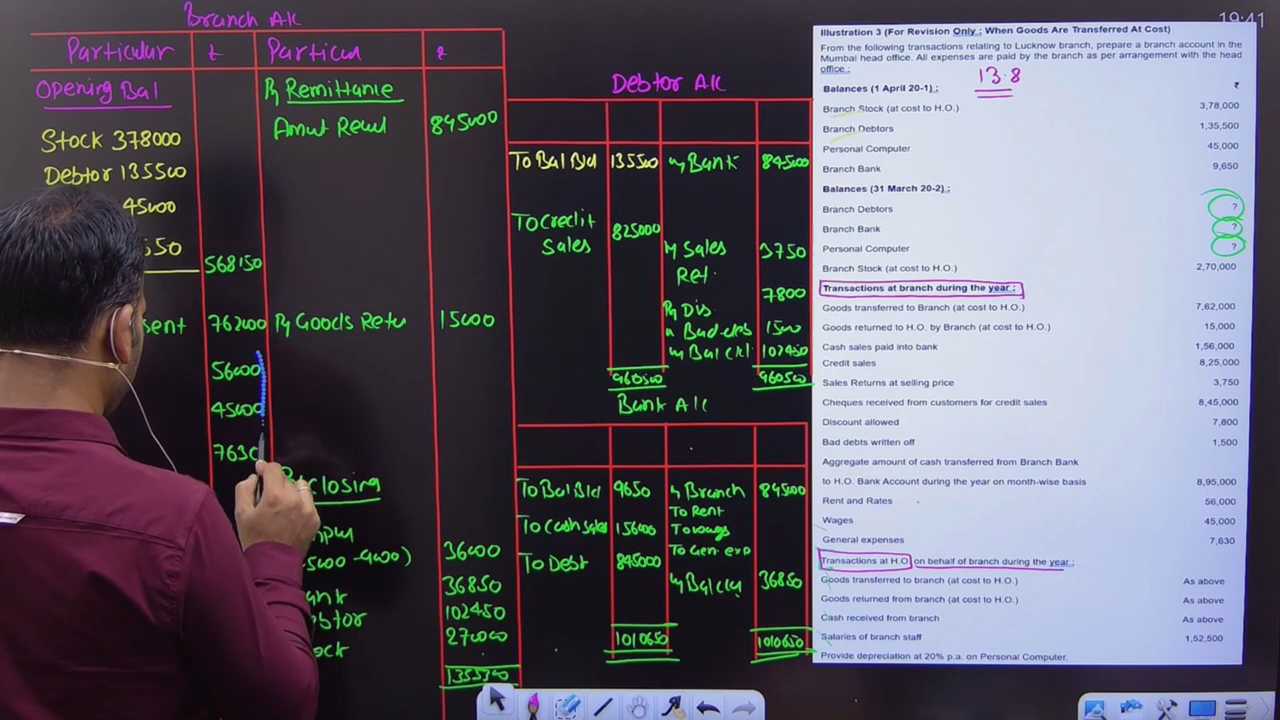 Branch A/c
Particular ₹ Particu ₹
Opening Bal
Stock 378000
Debtor 135500
45000
650
568150
sent 762000
56000
45000
7630
By Remittance
Amut Recd 845000
By Goods Retu 15000
closing
36000
36850
102450
270000
1355300
Debtor A/c
To Bal B/d 135500 By Bank 845000
To credit Sales 825000
By Sales Ret. 3750
By Dis 7800
" Bad debts 1500
" Bal c/d 102450
960500 960500
Bank A/c
To Bal B/d 9650 By Branch 895000
To Rent
To cash sales 156000 To wages
To Debt 845000 To Gen. exp
By Bal c/d 36850
1010650 1010650
19:41
Illustration 3 (For Revision Only : When Goods Are Transferred At Cost)
From the following transactions relating to Lucknow branch, prepare a branch account in the
Mumbai head office. All expenses are paid by the branch as per arrangement with the head
office.:
13.8
Balances (1 April 20-1) : ₹
Branch Stock (at cost to H.O.) 3,78,000
Branch Debtors 1,35,500
Personal Computer 45,000
Branch Bank 9,650
Balances (31 March 20-2) :
Branch Debtors ?
Branch Bank ?
Personal Computer ?
Branch Stock (at cost to H.O.) 2,70,000
Transactions at branch during the year :
Goods transferred to Branch (at cost to H.O.) 7,62,000
Goods returned to H.O. by Branch (at cost to H.O.) 15,000
Cash sales paid into bank 1,56,000
Credit sales 8,25,000
Sales Returns at selling price 3,750
Cheques received from customers for credit sales 8,45,000
Discount allowed 7,800
Bad debts written off 1,500
Aggregate amount of cash transferred from Branch Bank
to H.O. Bank Account during the year on month-wise basis 8,95,000
Rent and Rates 56,000
Wages 45,000
General expenses 7,630
Transactions at H.O on behalf of branch during the year :
Goods transferred to branch (at cost to H.O.) As above
Goods returned from branch (at cost to H.O.) As above
Cash received from branch As above
Salaries of branch staff 1,52,500
Provide depreciation at 20% p.a. on Personal Computer.